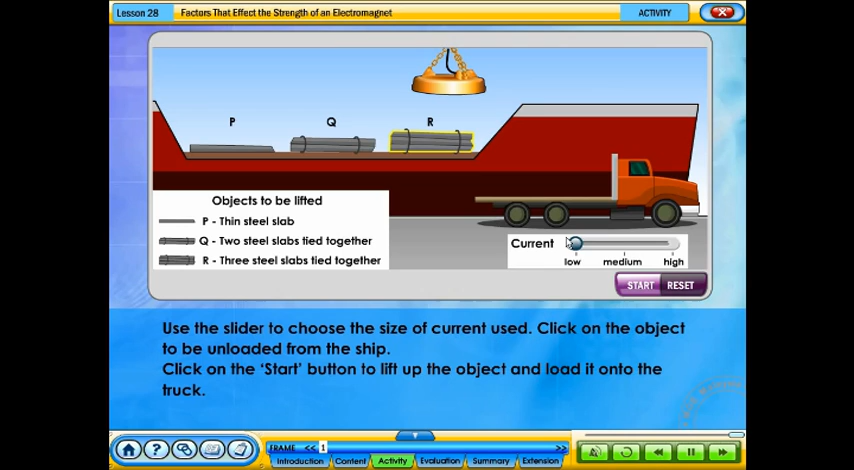 Lesson 28
Factors That Effect the Strength of an Electromagnet
ACTIVITY
P
Q
R
Objects to be lifted
P - Thin steel slab
Q - Two steel slabs tied together
R - Three steel slabs tied together
Current
low medium high
START RESET
Use the slider to choose the size of current used. Click on the object
to be unloaded from the ship.
Click on the ‘Start’ button to lift up the object and load it onto the
truck.
FRAME << 1 >>
Introduction Content Activity Evaluation Summary Extension